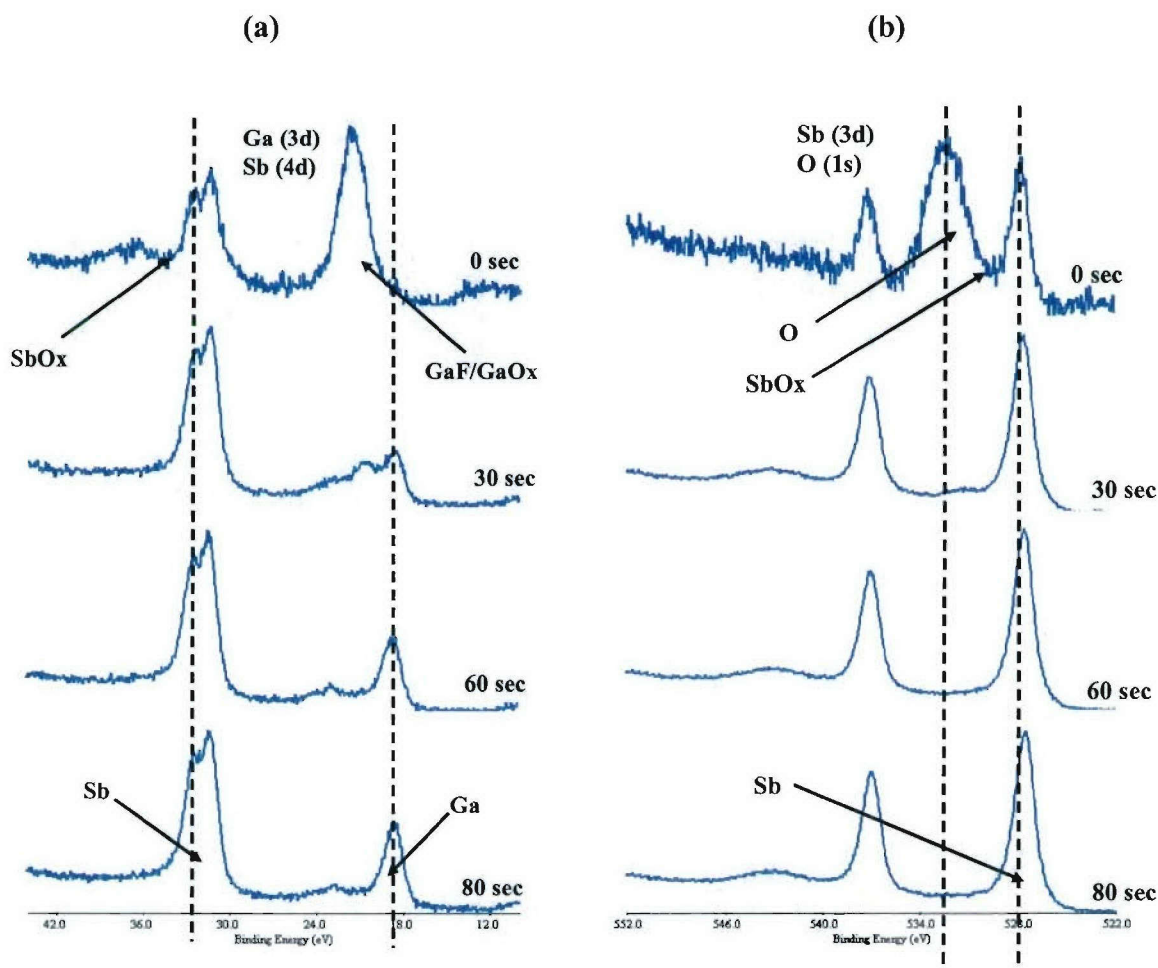 (a)
Ga (3d)
Sb (4d)
0 sec
SbOx
GaF/GaOx
30 sec
60 sec
Sb
Ga
80 sec
42.0 36.0 30.0 24.0 18.0 12.0
Binding Energy (eV)
(b)
Sb (3d)
O (1s)
0 sec
O
SbOx
30 sec
60 sec
Sb
80 sec
552.0 546.0 540.0 534.0 528.0 522.0
Binding Energy (eV)